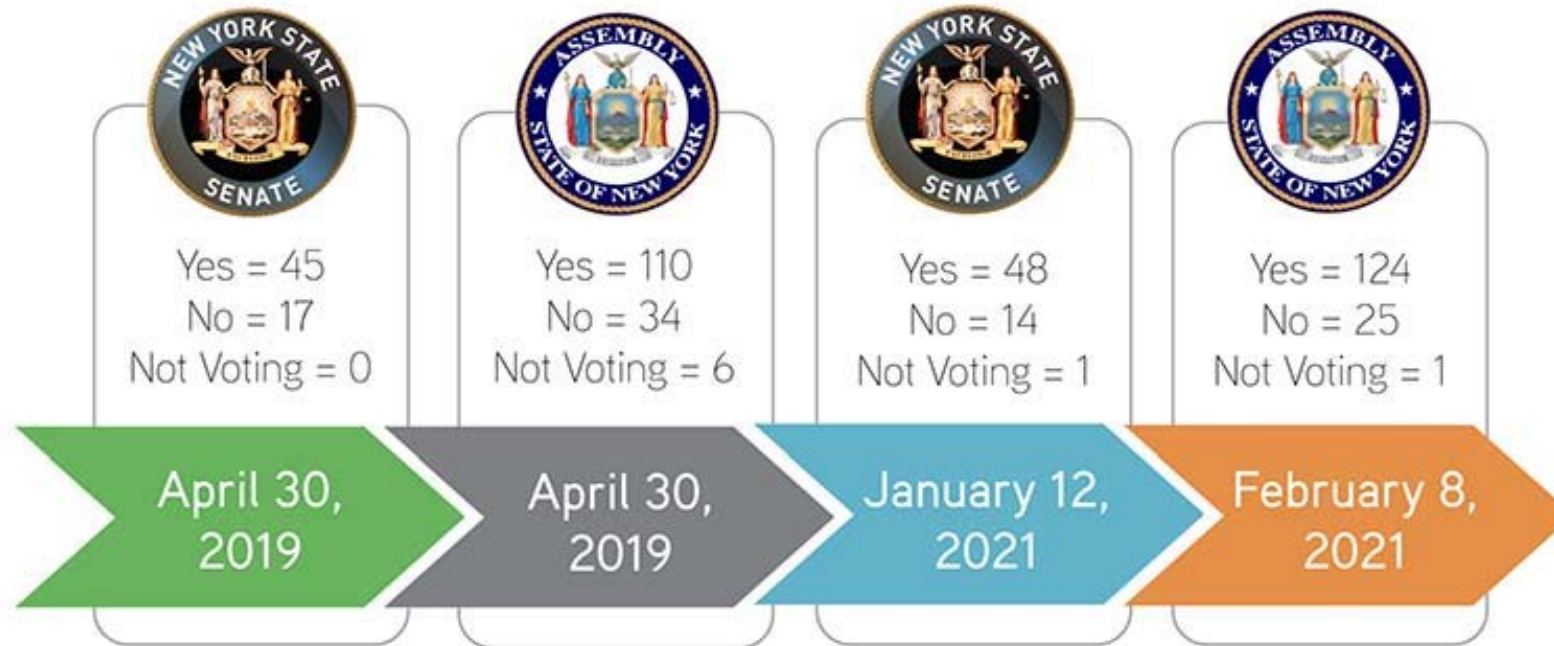 NEW YORK STATE
SENATE
Yes = 45
No = 17
Not Voting = 0
April 30,
2019
ASSEMBLY
STATE OF NEW YORK
Yes = 110
No = 34
Not Voting = 6
April 30,
2019
NEW YORK STATE
SENATE
Yes = 48
No = 14
Not Voting = 1
January 12,
2021
ASSEMBLY
STATE OF NEW YORK
Yes = 124
No = 25
Not Voting = 1
February 8,
2021